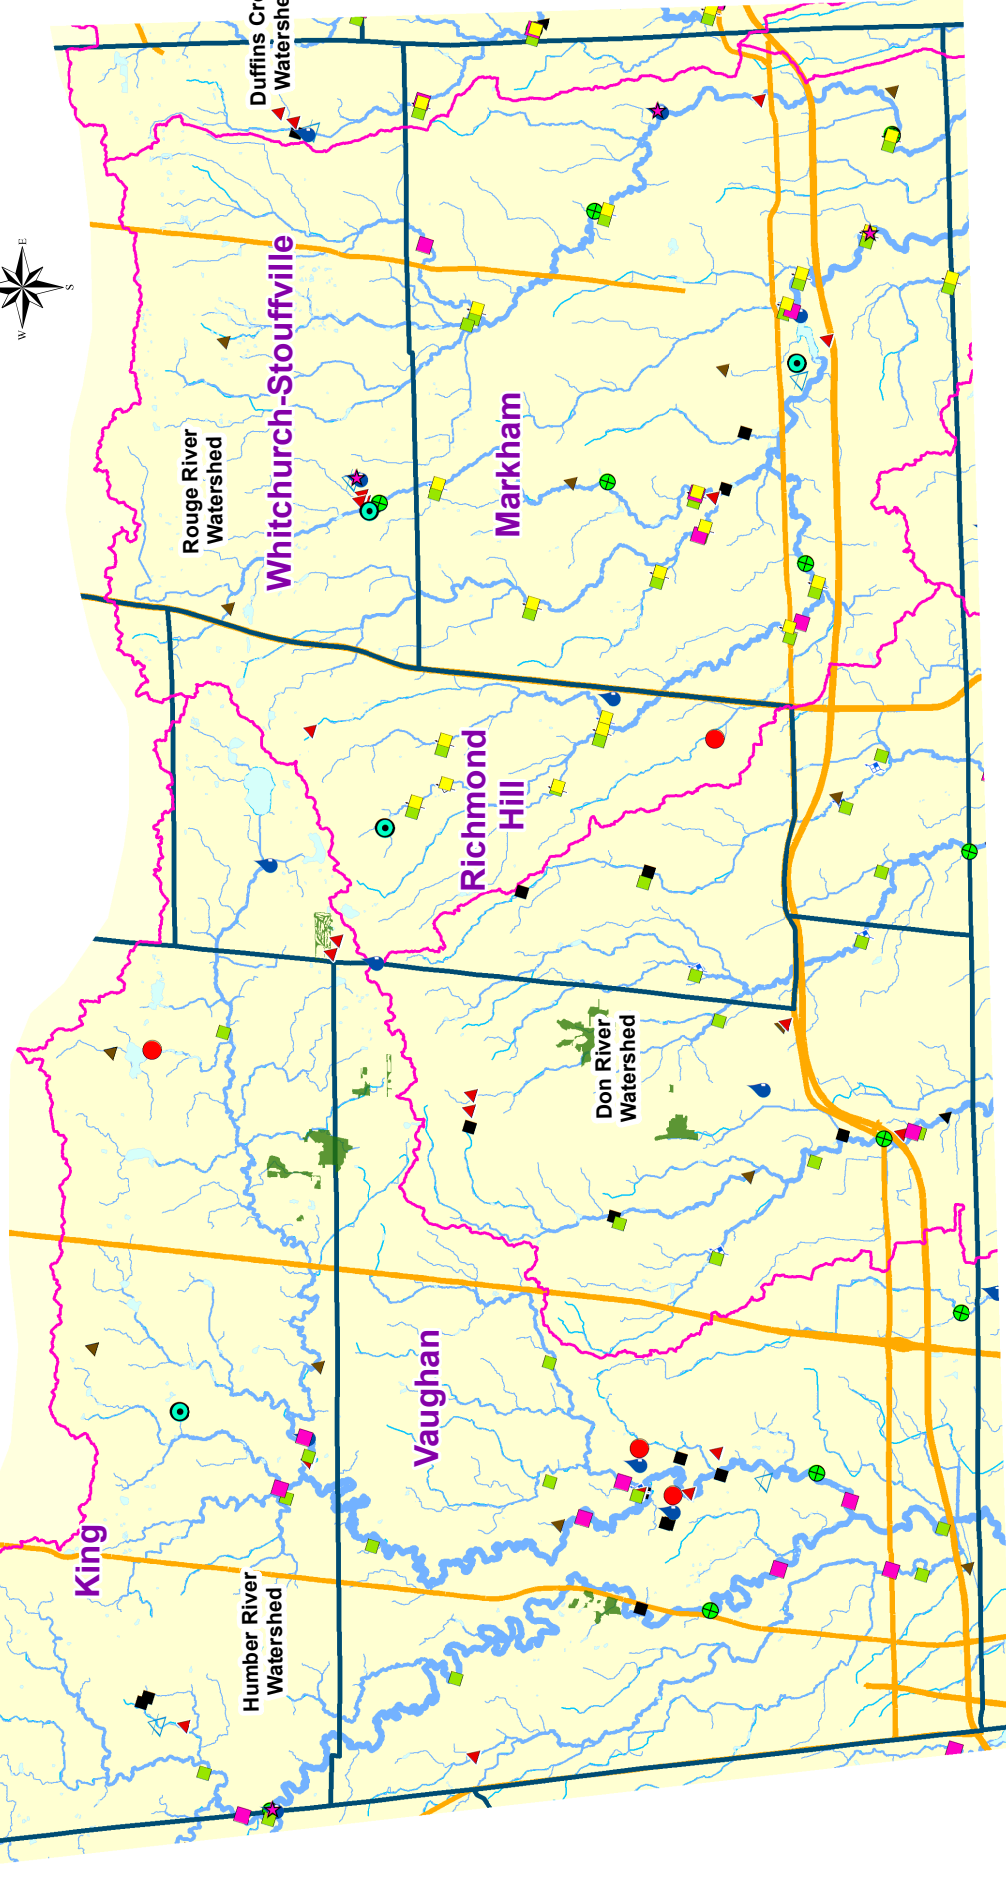 Duffins Cr
Watershe
E
S
W
Whitchurch-Stouffville
Rouge River
Watershed
Markham
Richmond
Hill
Don River
Watershed
Vaughan
King
Humber River
Watershed